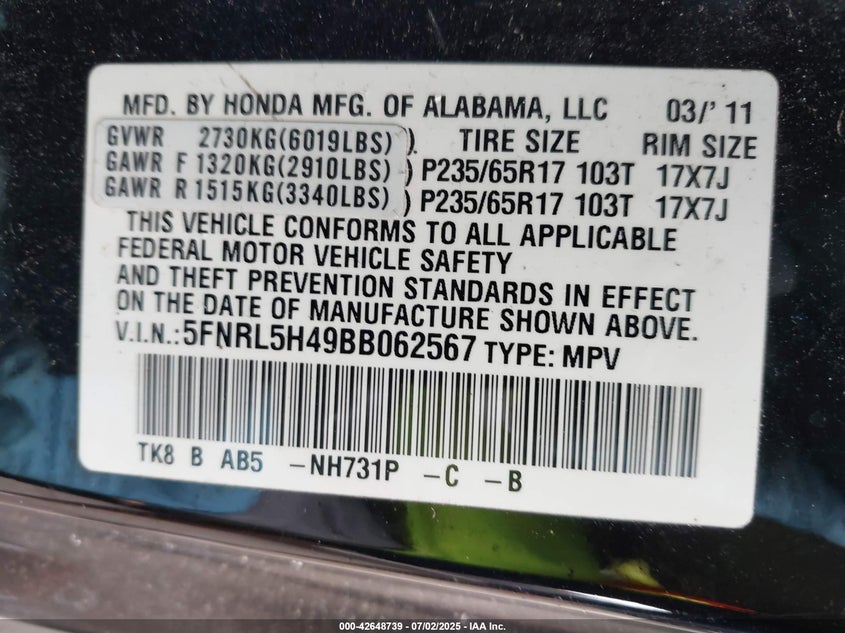 MFD. BY HONDA MFG. OF ALABAMA, LLC 03/' 11
GVWR 2730KG(6019LBS) ) TIRE SIZE RIM SIZE
GAWR F 1320KG(2910LBS) ) P235/65R17 103T 17X7J
GAWR R 1515KG(3340LBS) ) P235/65R17 103T 17X7J
THIS VEHICLE CONFORMS TO ALL APPLICABLE
FEDERAL MOTOR VEHICLE SAFETY
AND THEFT PREVENTION STANDARDS IN EFFECT
ON THE DATE OF MANUFACTURE SHOWN ABOVE.
V.I.N.:5FNRL5H49BB062567 TYPE: MPV
TK8 B AB5 -NH731P -C -B
000-42648739 - 07/02/2025 - IAA Inc.